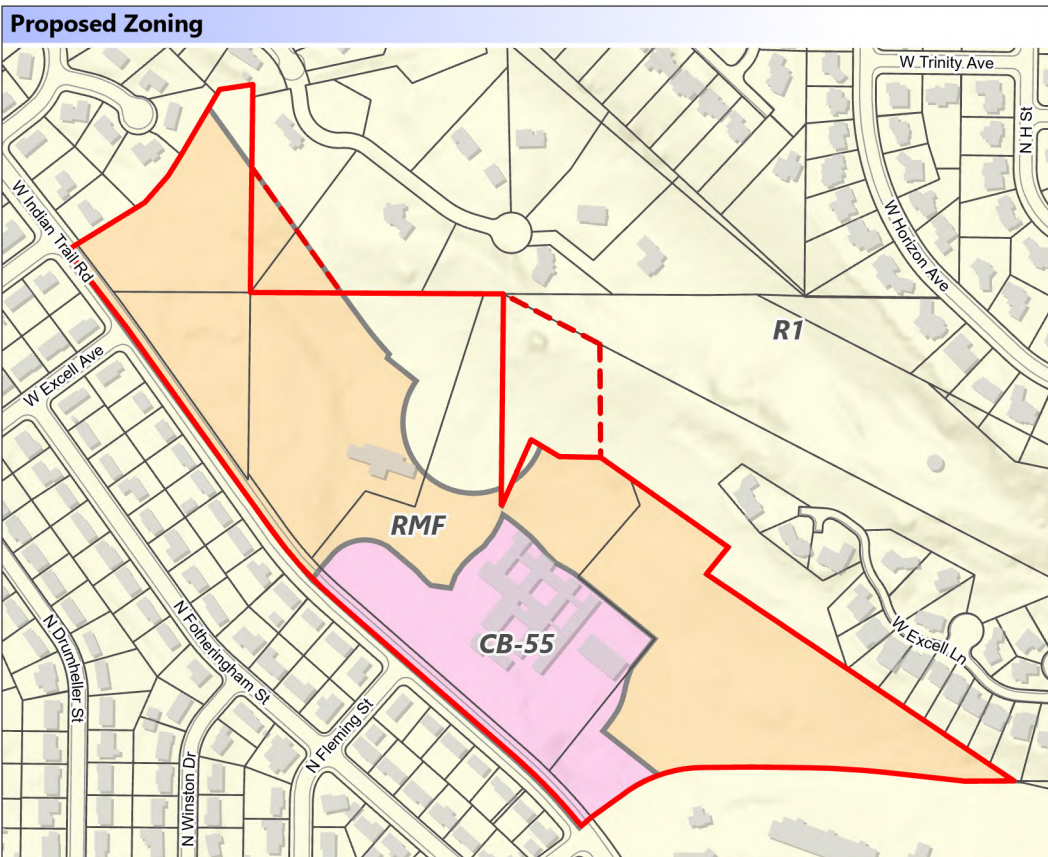 Proposed Zoning
W Trinity Ave
N H St
W Indian Trail Rd
W Horizon Ave
R1
W Excell Ave
RMF
N Fotheringham St
N Drumheller St
CB-55
W Excell Ln
N Fleming St
N Winston Dr